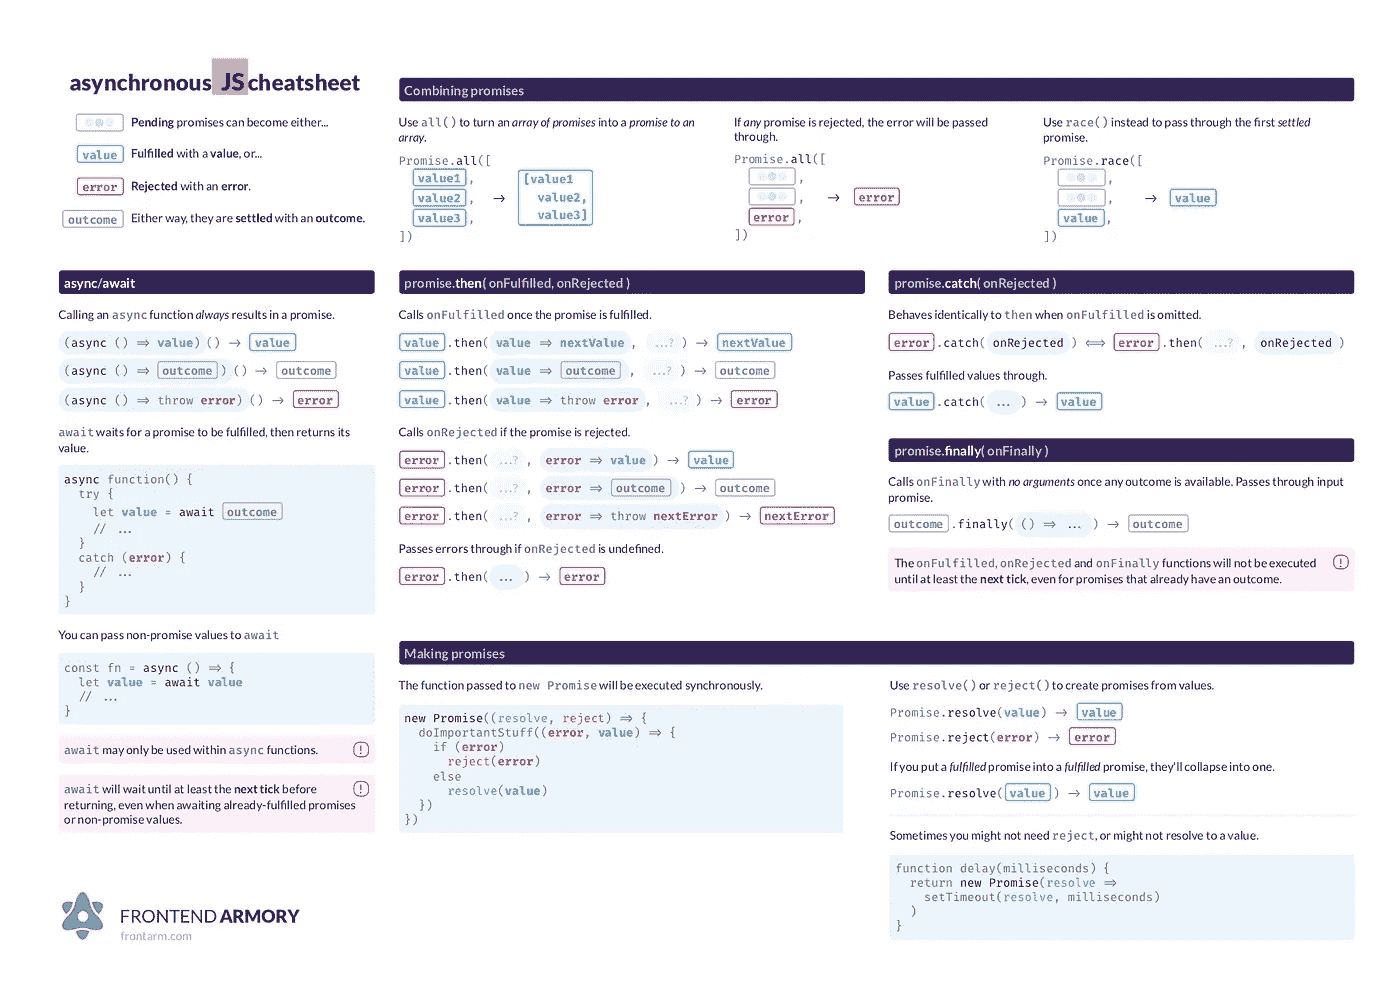 asynchronous JS cheatsheet
Pending promises can become either...
value Fulfilled with a value, or...
error Rejected with an error.
outcome Either way, they are settled with an outcome.
Combining promises
Use all() to turn an array of promises into a promise to an
array.
Promise.all([
value1 ,
value2 ,
value3 ,
])
→
[value1
value2,
value3]
If any promise is rejected, the error will be passed
through.
Promise.all([
,
,
error ,
])
→ error
Use race() instead to pass through the first settled
promise.
Promise.race([
,
,
value ,
])
→ value
async/await
Calling an async function always results in a promise.
(async () ⇒ value) () → value
(async () ⇒ outcome ) () → outcome
(async () ⇒ throw error) () → error
await waits for a promise to be fulfilled, then returns its
value.
async function() {
try {
let value = await outcome
// ...
}
catch (error) {
// ...
}
}
You can pass non-promise values to await
const fn = async () ⇒ {
let value = await value
// ...
}
await may only be used within async functions. !
await will wait until at least the next tick before !
returning, even when awaiting already-fulfilled promises
or non-promise values.
promise.then( onFulfilled, onRejected )
Calls onFulfilled once the promise is fulfilled.
value .then( value ⇒ nextValue , ...? ) → nextValue
value .then( value ⇒ outcome , ...? ) → outcome
value .then( value ⇒ throw error , ...? ) → error
Calls onRejected if the promise is rejected.
error .then( ...? , error ⇒ value ) → value
error .then( ...? , error ⇒ outcome ) → outcome
error .then( ...? , error ⇒ throw nextError ) → nextError
Passes errors through if onRejected is undefined.
error .then( ... ) → error
promise.catch( onRejected )
Behaves identically to then when onFulfilled is omitted.
error .catch( onRejected ) ⟺ error .then( ...? , onRejected )
Passes fulfilled values through.
value .catch( ... ) → value
promise.finally( onFinally )
Calls onFinally with no arguments once any outcome is available. Passes through input
promise.
outcome .finally( () ⇒ ... ) → outcome
The onFulfilled, onRejected and onFinally functions will not be executed !
until at least the next tick, even for promises that already have an outcome.
Making promises
The function passed to new Promise will be executed synchronously.
new Promise((resolve, reject) ⇒ {
doImportantStuff((error, value) ⇒ {
if (error)
reject(error)
else
resolve(value)
})
})
Use resolve() or reject() to create promises from values.
Promise.resolve(value) → value
Promise.reject(error) → error
If you put a fulfilled promise into a fulfilled promise, they'll collapse into one.
Promise.resolve( value ) → value
Sometimes you might not need reject, or might not resolve to a value.
function delay(milliseconds) {
return new Promise(resolve ⇒
setTimeout(resolve, milliseconds)
)
}
FRONTEND ARMORY
frontarm.com